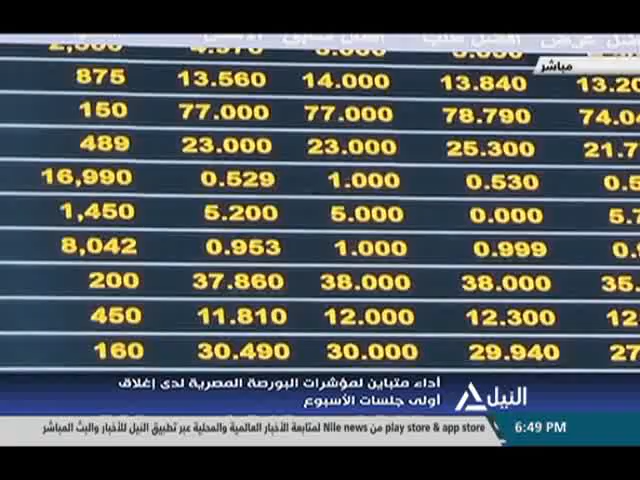 مباشر
875 13.560 14.000 13.840
150 77.000 77.000 78.790
489 23.000 23.000 25.300
16,990 0.529 1.000 0.530
1,450 5.200 5.000 0.000
8,042 0.953 1.000 0.999
200 37.860 38.000 38.000
450 11.810 12.000 12.300
160 30.490 30.000 29.940
أداء متباين لمؤشرات البورصة المصرية لدى إغلاق
أولى جلسات الأسبوع
النيل
لمتابعة الأخبار العالمية والمحلية عبر تطبيق النيل للأخبار والبث المباشر Nile news من play store & app store
6:49 PM